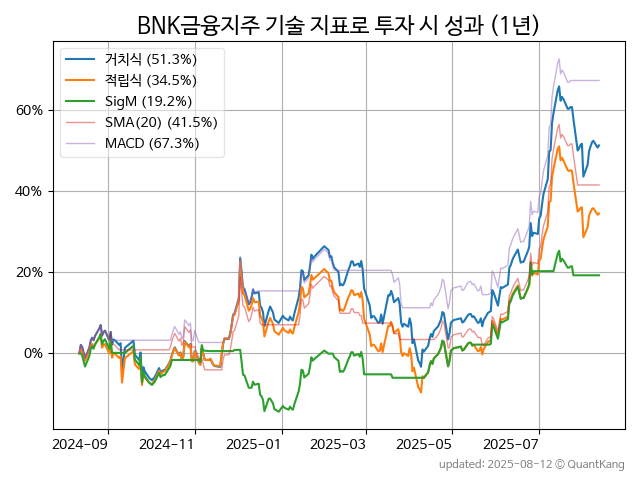 BNK금융지주 기술 지표로 투자 시 성과 (1년)
거치식 (51.3%)
적립식 (34.5%)
SigM (19.2%)
SMA(20) (41.5%)
MACD (67.3%)
60%
40%
20%
0%
2024-09 2024-11 2025-01 2025-03 2025-05 2025-07
updated: 2025-08-12 © QuantKang